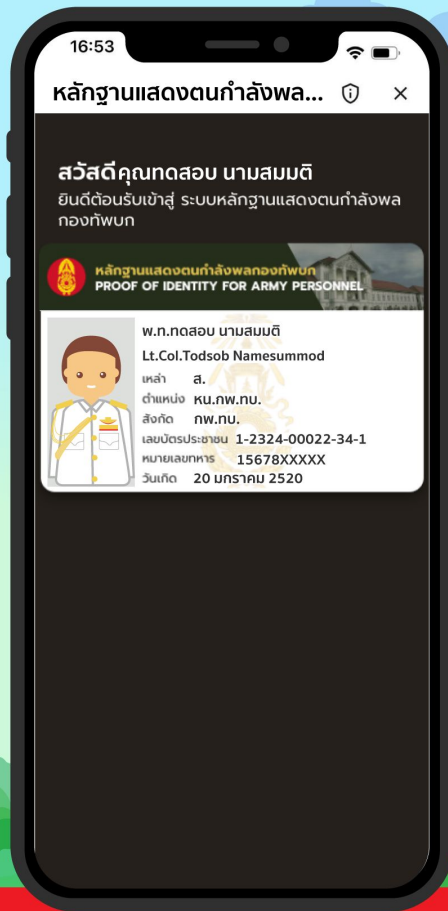 16:53
หลักฐานแสดงตนกำลังพล...
สวัสดีคุณทดสอบ นามสมมติ
ยินดีต้อนรับเข้าสู่ ระบบหลักฐานแสดงตนกำลังพล
กองทัพบก
หลักฐานแสดงตนกำลังพลกองทัพบก
PROOF OF IDENTITY FOR ARMY PERSONNEL
พ.ท.ทดสอบ นามสมมติ
Lt.Col.Todsob Namesummod
เหล่า ส.
ตำแหน่ง หน.กพ.ทบ.
สังกัด กพ.ทบ.
เลขบัตรประชาชน 1-2324-00022-34-1
หมายเลขทหาร 15678XXXXX
วันเกิด 20 มกราคม 2520